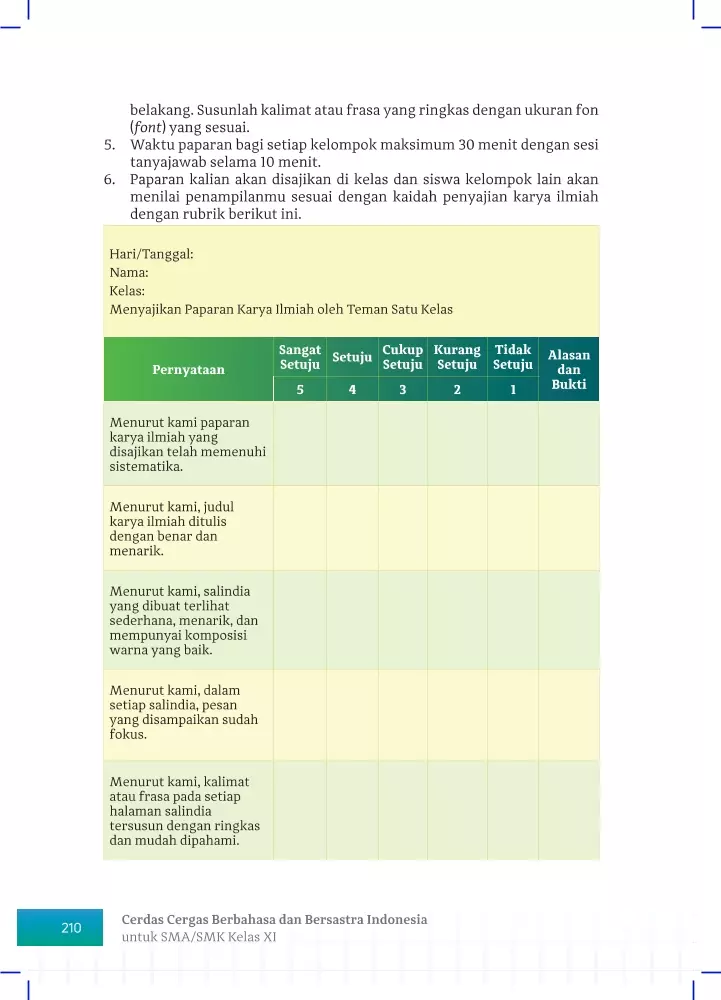 belakang. Susunlah kalimat atau frasa yang ringkas dengan ukuran fon
(font) yang sesuai.
5. Waktu paparan bagi setiap kelompok maksimum 30 menit dengan sesi
tanyajawab selama 10 menit.
6. Paparan kalian akan disajikan di kelas dan siswa kelompok lain akan
menilai penampilanmu sesuai dengan kaidah penyajian karya ilmiah
dengan rubrik berikut ini.
Hari/Tanggal:
Nama:
Kelas:
Menyajikan Paparan Karya Ilmiah oleh Teman Satu Kelas
Pernyataan
Sangat
Setuju
Setuju
Cukup
Setuju
Kurang
Setuju
Tidak
Setuju
Alasan
dan
Bukti
5 4 3 2 1
Menurut kami paparan
karya ilmiah yang
disajikan telah memenuhi
sistematika.
Menurut kami, judul
karya ilmiah ditulis
dengan benar dan
menarik.
Menurut kami, salindia
yang dibuat terlihat
sederhana, menarik, dan
mempunyai komposisi
warna yang baik.
Menurut kami, dalam
setiap salindia, pesan
yang disampaikan sudah
fokus.
Menurut kami, kalimat
atau frasa pada setiap
halaman salindia
tersusun dengan ringkas
dan mudah dipahami.
210
Cerdas Cergas Berbahasa dan Bersastra Indonesia
untuk SMA/SMK Kelas XI